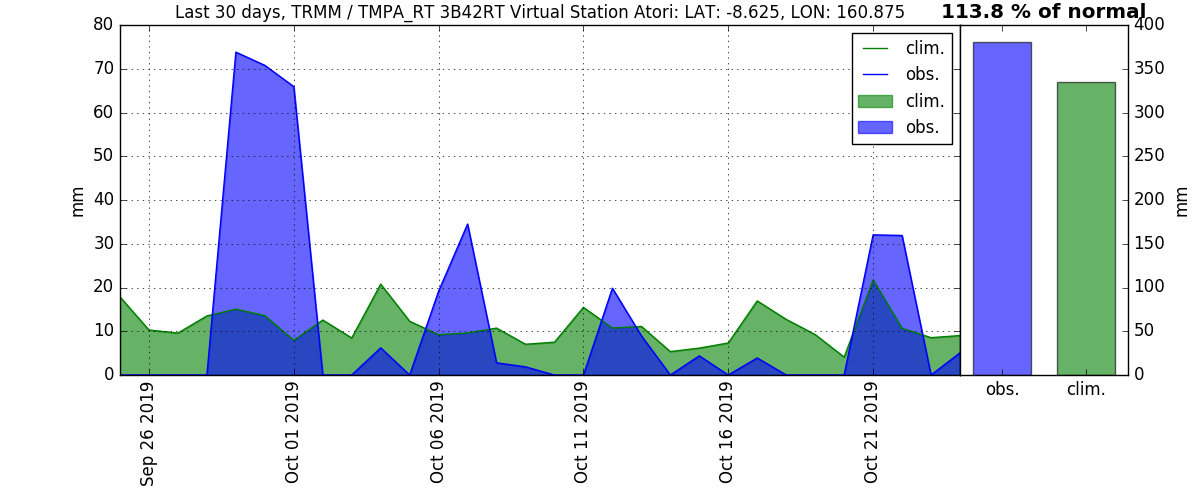 Last 30 days, TRMM / TMPA_RT 3B42RT Virtual Station Atori: LAT: -8.625, LON: 160.875
113.8 % of normal
80
70
60
50
40
30
20
10
0
mm
clim.
obs.
clim.
obs.
Sep 26 2019
Oct 01 2019
Oct 06 2019
Oct 11 2019
Oct 16 2019
Oct 21 2019
400
350
300
250
200
150
100
50
0
mm
obs.
clim.